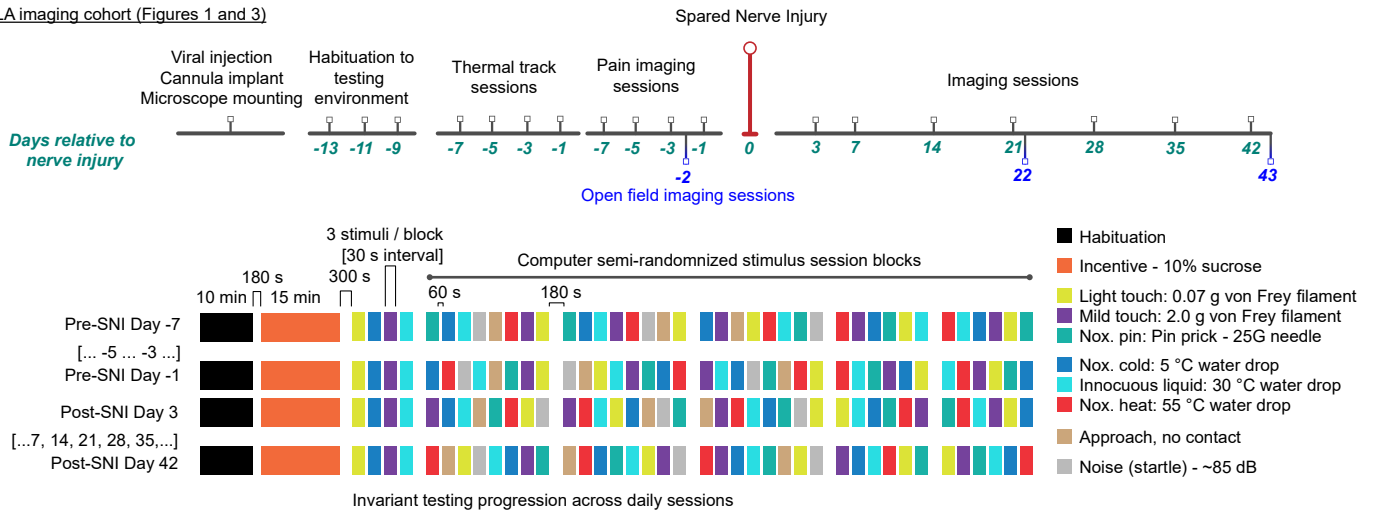 LA imaging cohort (Figures 1 and 3)
Spared Nerve Injury
Viral injection
Cannula implant
Microscope mounting
Habituation to
testing
environment
Thermal track
sessions
Pain imaging
sessions
Imaging sessions
Days relative to
nerve injury
-13 -11 -9
-7 -5 -3 -1
-7 -5 -3 -1
0
3 7 14 21 28 35 42
-2
22
43
Open field imaging sessions
3 stimuli / block
[30 s interval]
180 s
300 s
10 min
15 min
Computer semi-randomnized stimulus session blocks
60 s
180 s
Pre-SNI Day -7
[... -5 ... -3 ...]
Pre-SNI Day -1
Post-SNI Day 3
[...7, 14, 21, 28, 35,...]
Post-SNI Day 42
Invariant testing progression across daily sessions
Habituation
Incentive - 10% sucrose
Light touch: 0.07 g von Frey filament
Mild touch: 2.0 g von Frey filament
Nox. pin: Pin prick - 25G needle
Nox. cold: 5 °C water drop
Innocuous liquid: 30 °C water drop
Nox. heat: 55 °C water drop
Approach, no contact
Noise (startle) - ~85 dB